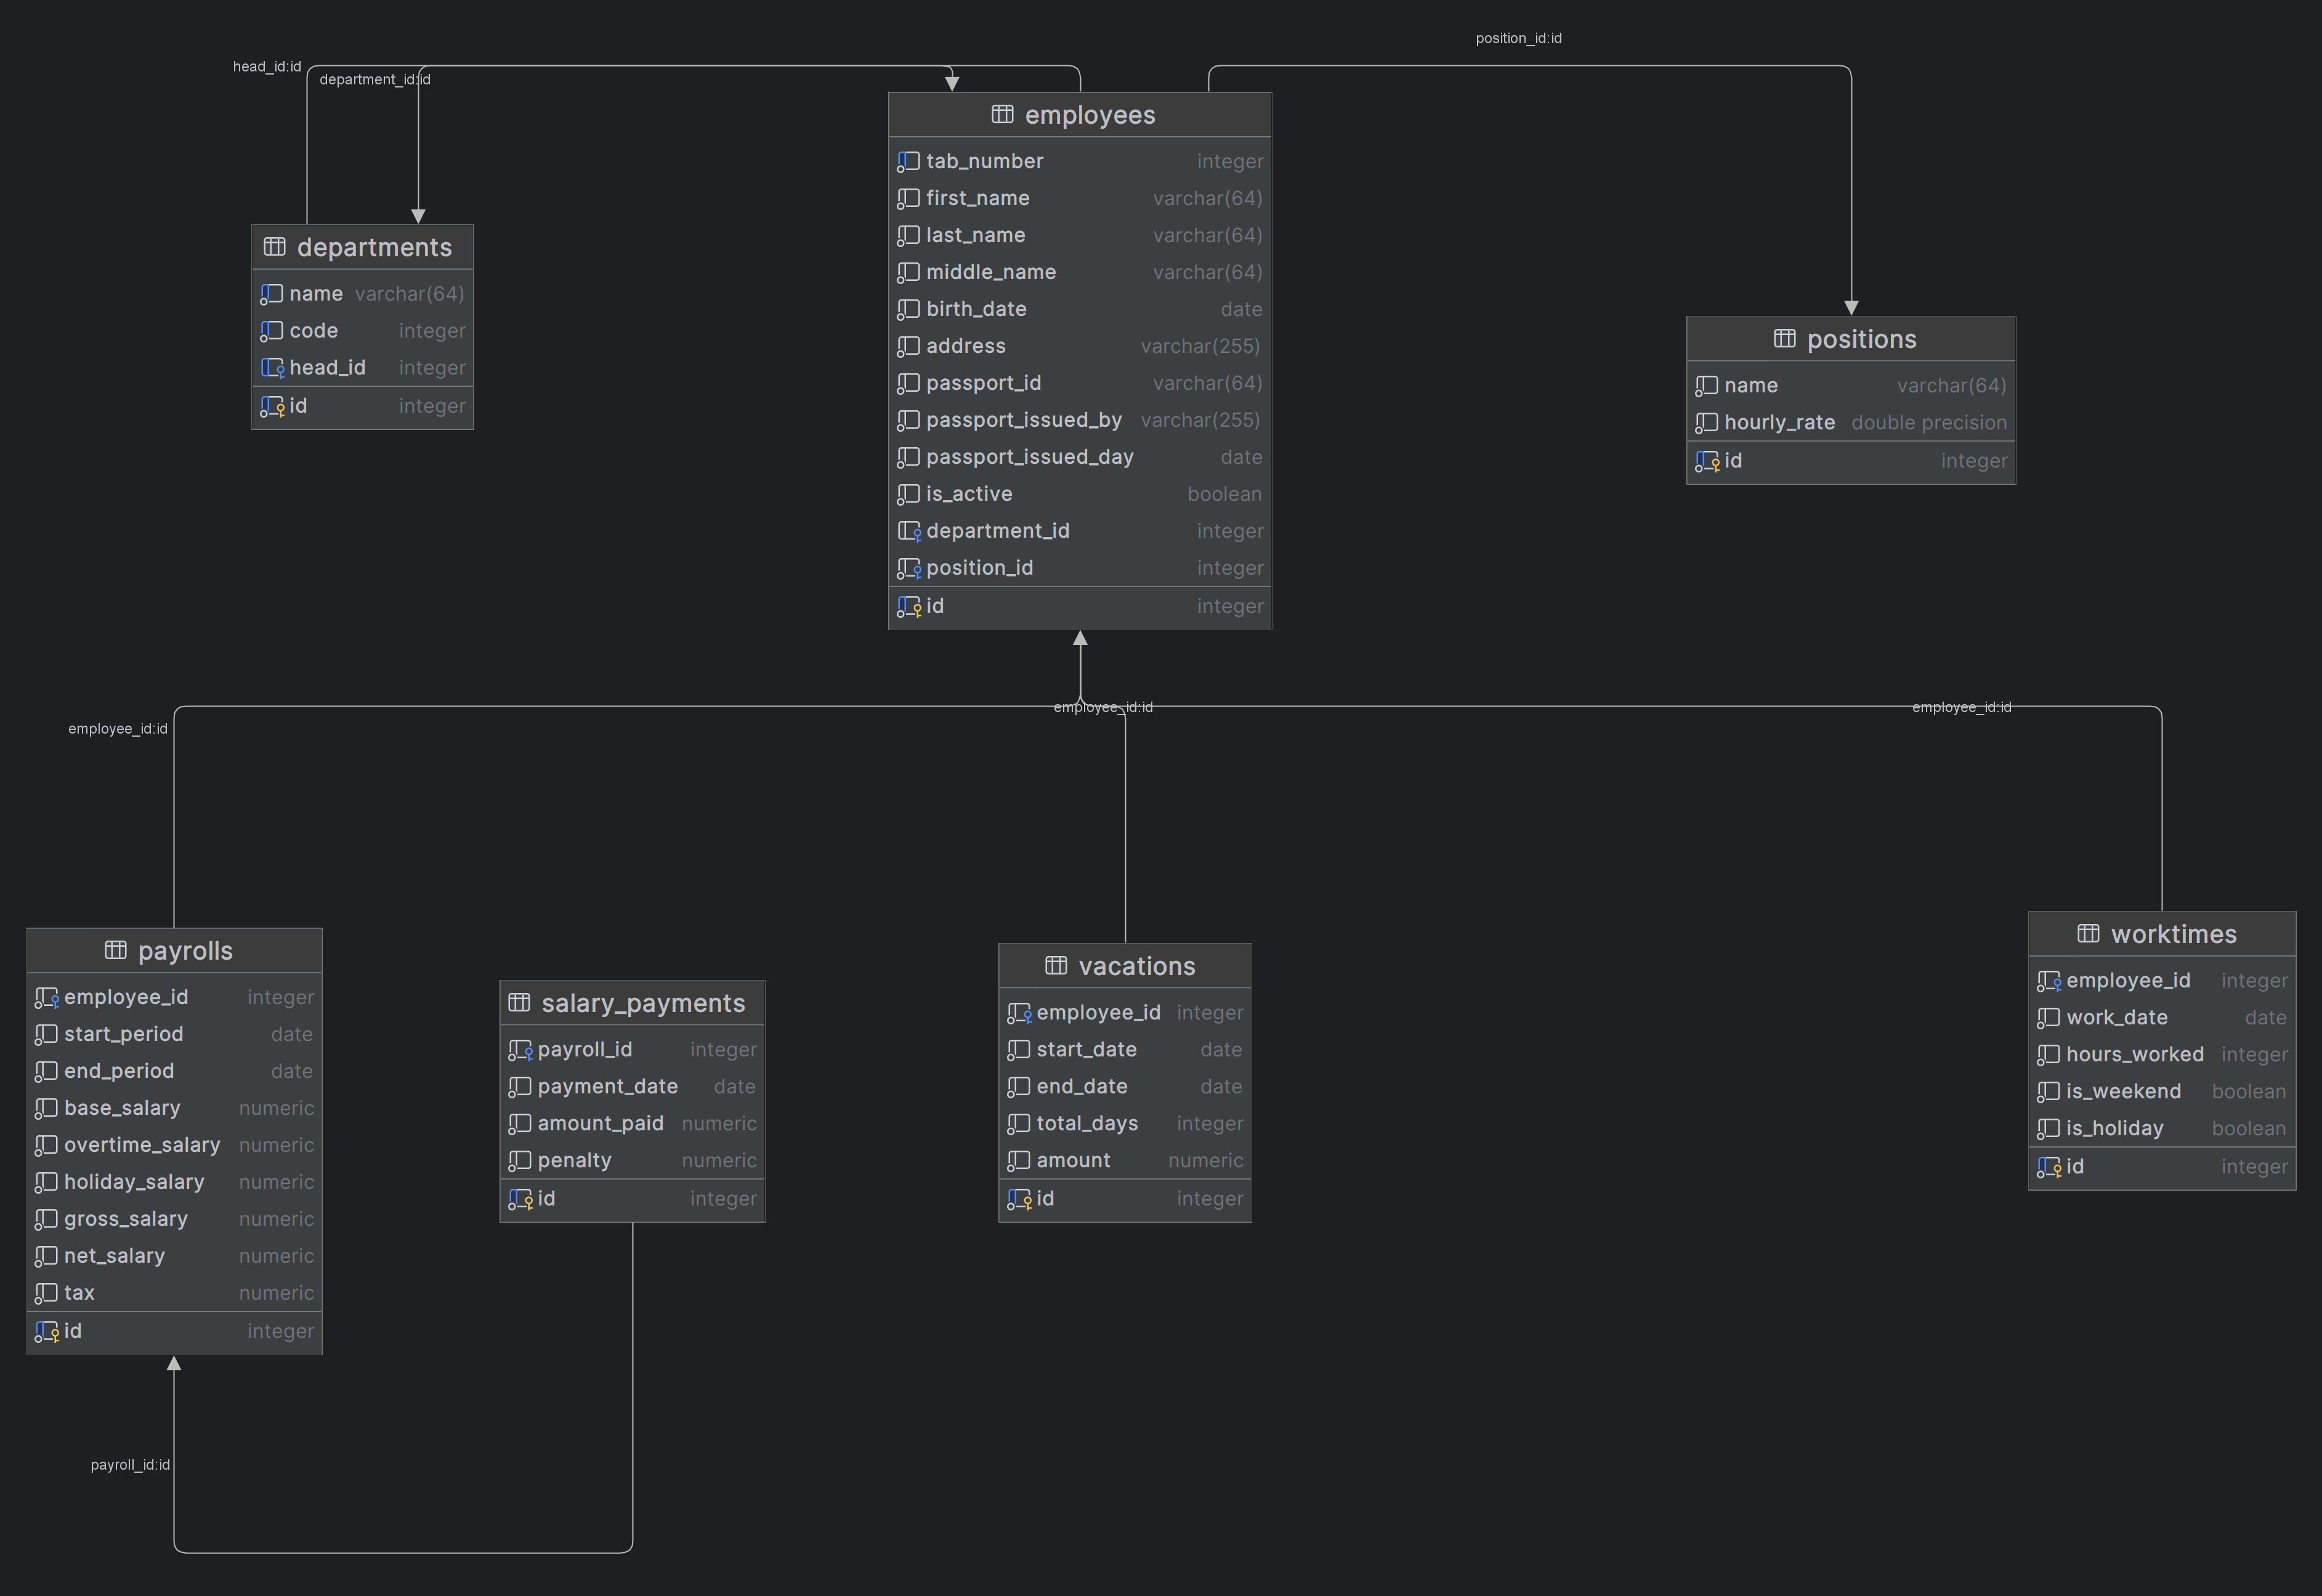 position_id:id
head_id:id
department_id:id
employees
tab_number integer
first_name varchar(64)
last_name varchar(64)
middle_name varchar(64)
birth_date date
address varchar(255)
passport_id varchar(64)
passport_issued_by varchar(255)
passport_issued_day date
is_active boolean
department_id integer
position_id integer
id integer
departments
name varchar(64)
code integer
head_id integer
id integer
positions
name varchar(64)
hourly_rate double precision
id integer
employee_id:id
employee_id:id
employee_id:id
payrolls
employee_id integer
start_period date
end_period date
base_salary numeric
overtime_salary numeric
holiday_salary numeric
gross_salary numeric
net_salary numeric
tax numeric
id integer
salary_payments
payroll_id integer
payment_date date
amount_paid numeric
penalty numeric
id integer
vacations
employee_id integer
start_date date
end_date date
total_days integer
amount numeric
id integer
worktimes
employee_id integer
work_date date
hours_worked integer
is_weekend boolean
is_holiday boolean
id integer
payroll_id:id